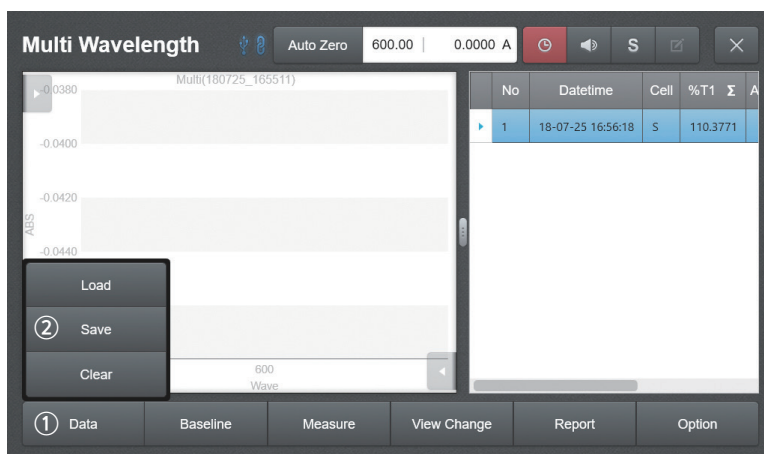 Multi Wavelength
Auto Zero
600.00 | 0.0000 A
S
Multi(180725_165511)
-0.0380
-0.0400
-0.0420
-0.0440
ABS
600
Wave
No Datetime Cell %T1 Σ A
1 18-07-25 16:56:18 S 110.3771
Load
② Save
Clear
① Data Baseline Measure View Change Report Option